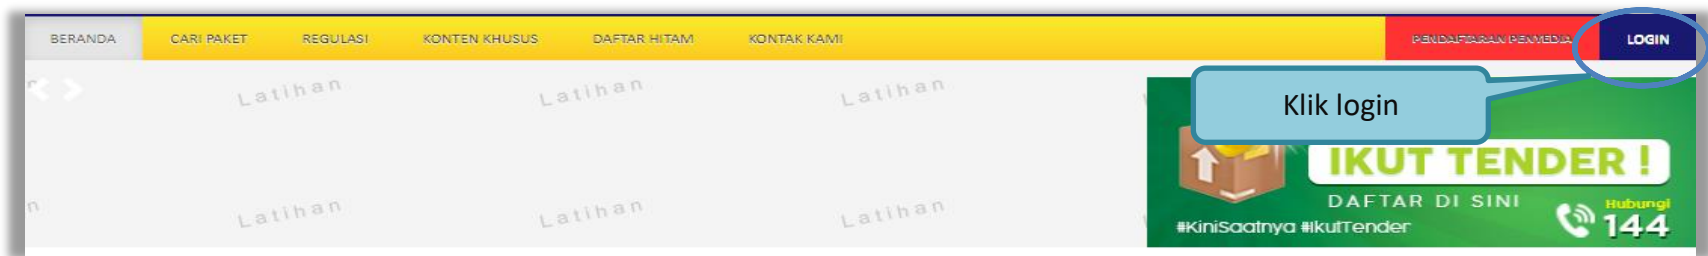 BERANDA CARI PAKET REGULASI KONTEN KHUSUS DAFTAR HITAM KONTAK KAMI PENDAFTARAN PENYEDIA LOGIN
Latihan Latihan Latihan
Klik login
IKUT TENDER !
DAFTAR DI SINI
Hubungi
144
#KiniSaatnya #IkutTender
Latihan Latihan Latihan